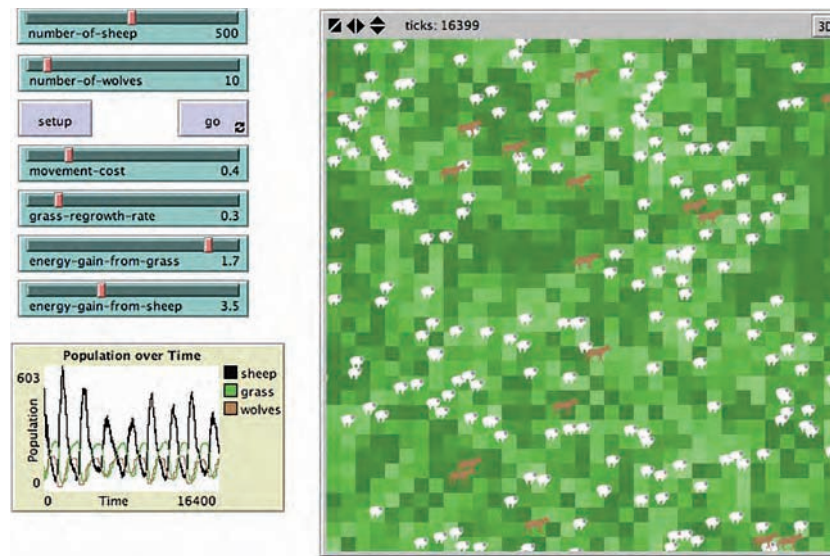 number-of-sheep 500
number-of-wolves 10
setup go
movement-cost 0.4
grass-regrowth-rate 0.3
energy-gain-from-grass 1.7
energy-gain-from-sheep 3.5
Population over Time
603
Population
0
0 Time 16400
sheep
grass
wolves
ticks: 16399
3D